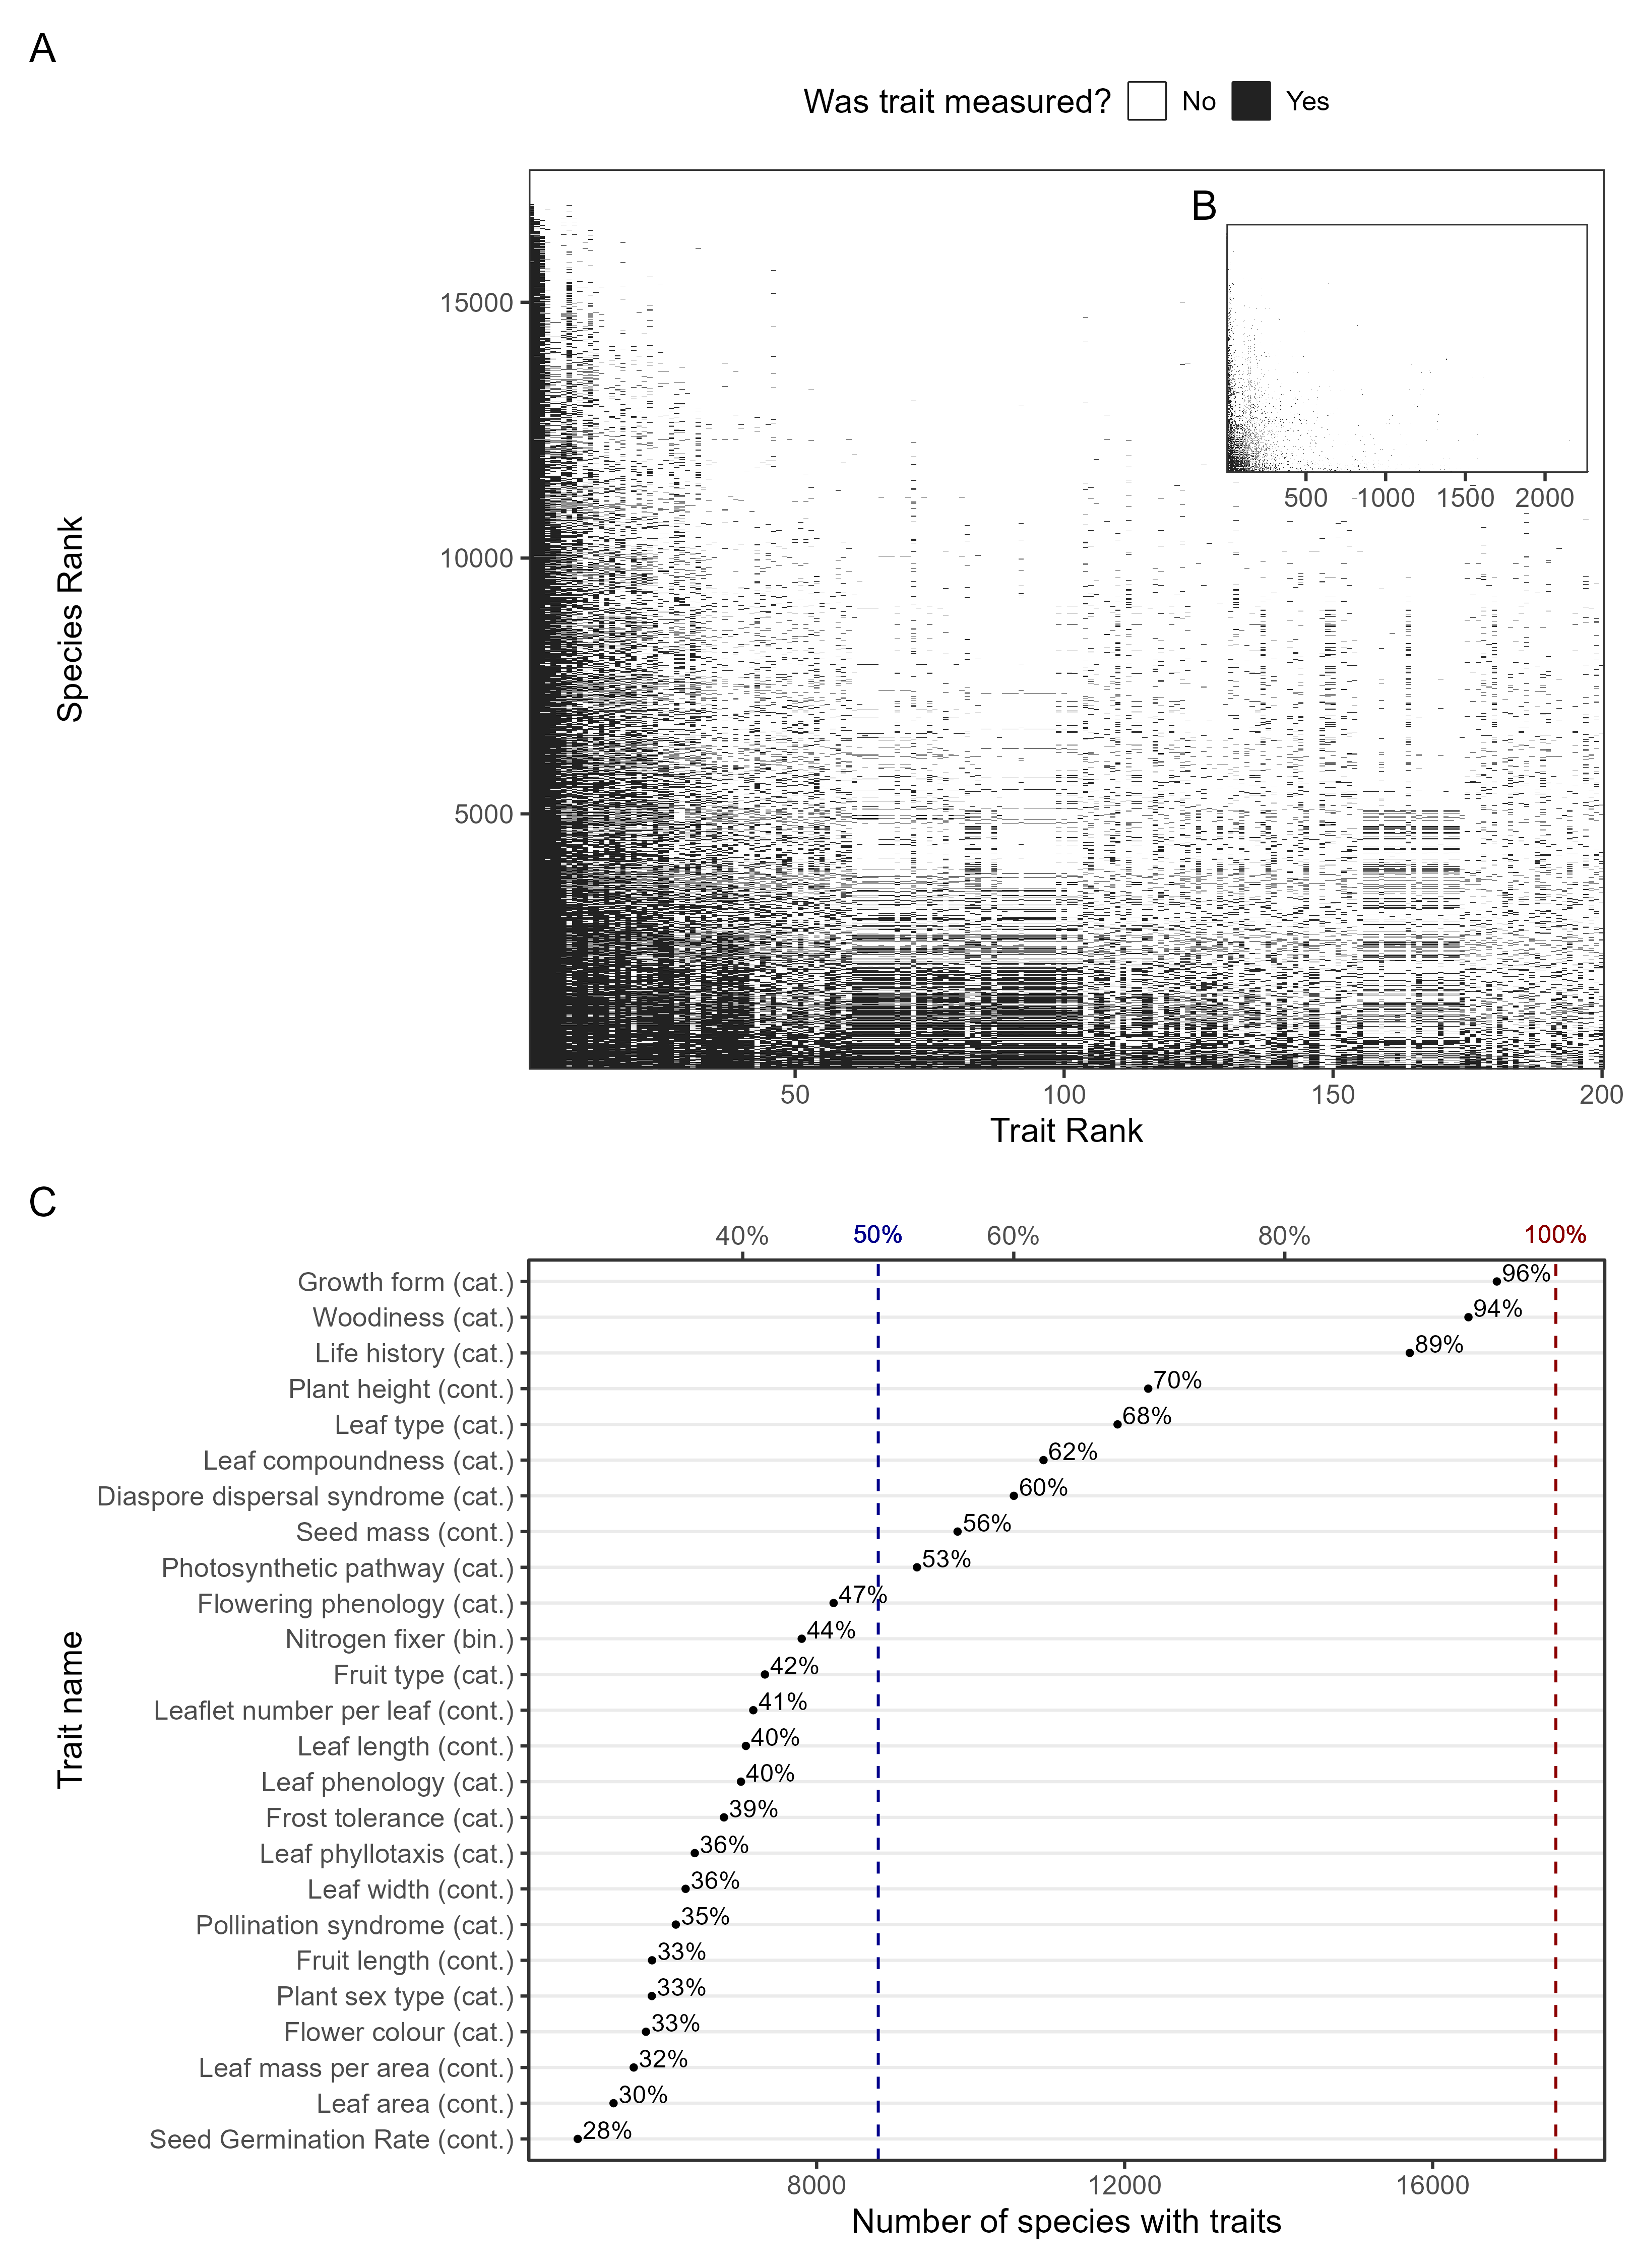 A
Was trait measured? No Yes
B
15000
10000
5000
Species Rank
500 1000 1500 2000
50 100 150 200
Trait Rank
C
40% 50% 60% 80% 100%
Trait name
Growth form (cat.) 96%
Woodiness (cat.) 94%
Life history (cat.) 89%
Plant height (cont.) 70%
Leaf type (cat.) 68%
Leaf compoundness (cat.) 62%
Diaspore dispersal syndrome (cat.) 60%
Seed mass (cont.) 56%
Photosynthetic pathway (cat.) 53%
Flowering phenology (cat.) 47%
Nitrogen fixer (bin.) 44%
Fruit type (cat.) 42%
Leaflet number per leaf (cont.) 41%
Leaf length (cont.) 40%
Leaf phenology (cat.) 40%
Frost tolerance (cat.) 39%
Leaf phyllotaxis (cat.) 36%
Leaf width (cont.) 36%
Pollination syndrome (cat.) 35%
Fruit length (cont.) 33%
Plant sex type (cat.) 33%
Flower colour (cat.) 33%
Leaf mass per area (cont.) 32%
Leaf area (cont.) 30%
Seed Germination Rate (cont.) 28%
8000 12000 16000
Number of species with traits